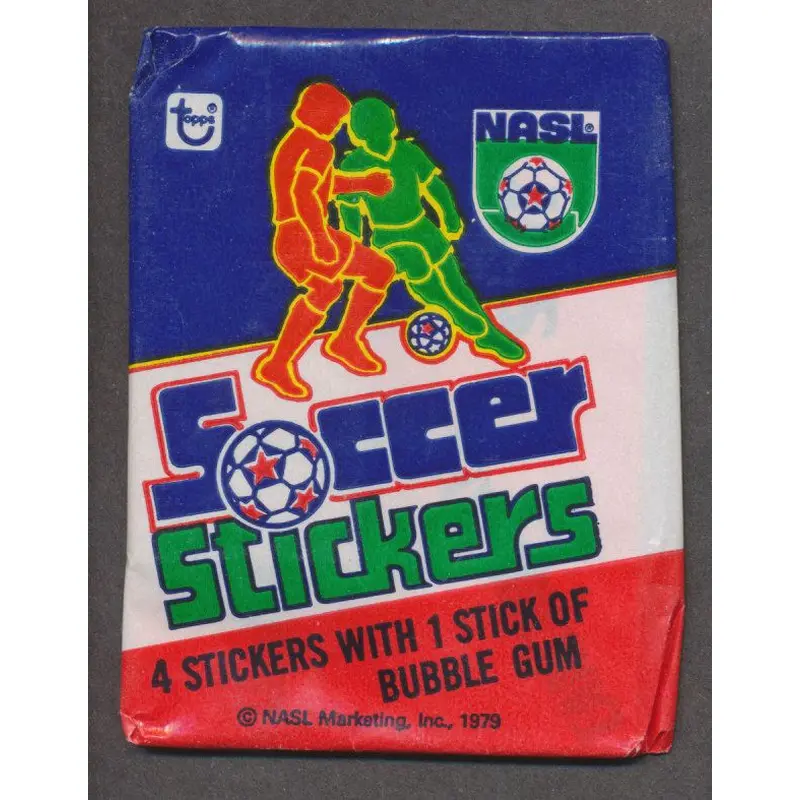 topps®
NASL®
Soccer
Stickers
4 STICKERS WITH 1 STICK OF
BUBBLE GUM
© NASL Marketing, Inc., 1979